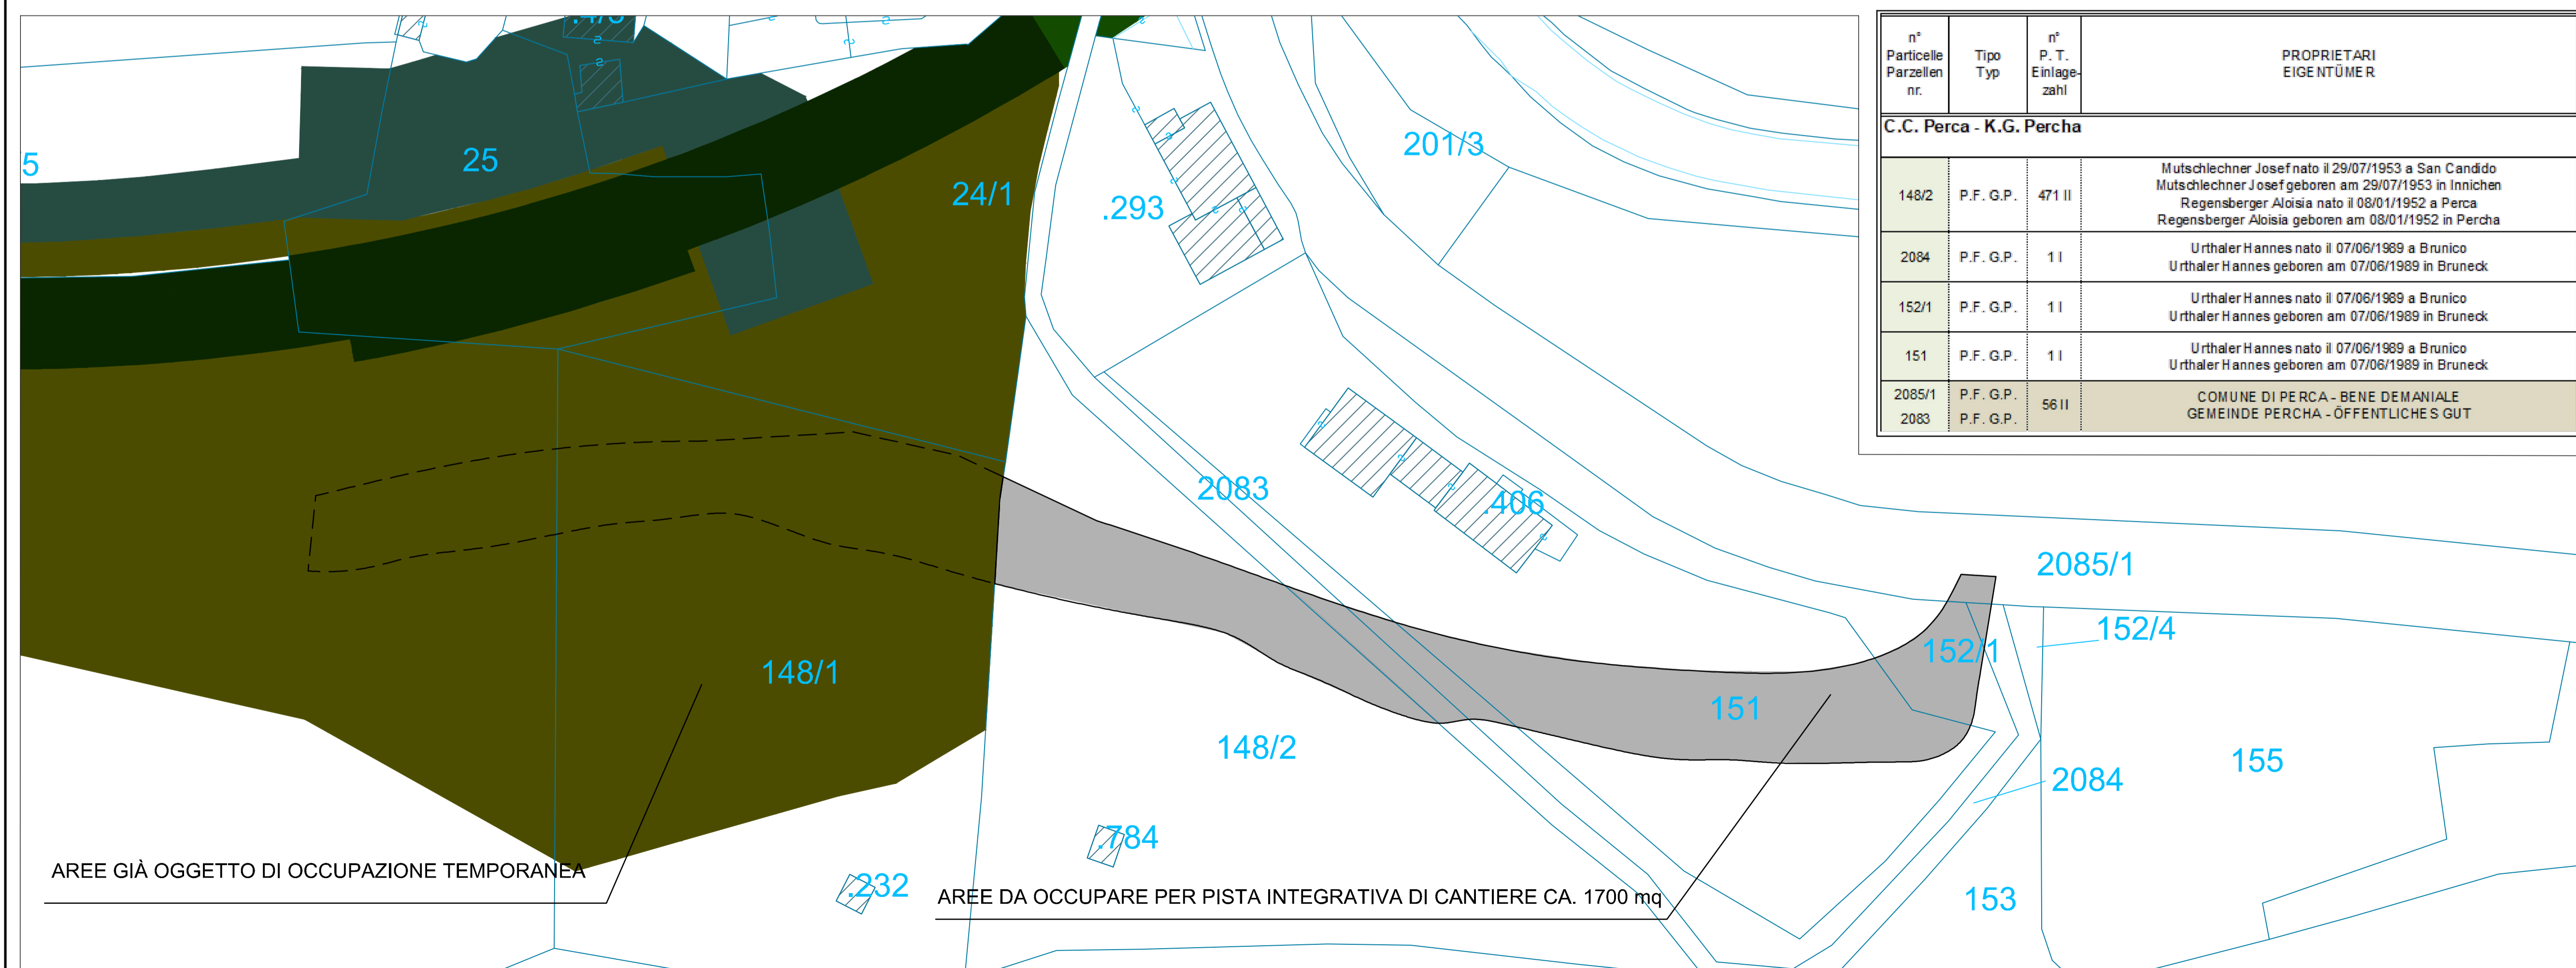 n°
Particelle
Parzellen
nr.
Tipo
Typ
n°
P. T.
Einlage-
zahl
PROPRIETARI
EIGENTÜMER
C.C. Perca - K.G. Percha
148/2 P.F. G.P. 471 II
Mutschlechner Josef nato il 29/07/1953 a San Candido
Mutschlechner Josef geboren am 29/07/1953 in Innichen
Regensberger Aloisia nato il 08/01/1952 a Perca
Regensberger Aloisia geboren am 08/01/1952 in Percha
2084 P.F. G.P. 1 I
Urthaler Hannes nato il 07/06/1989 a Brunico
Urthaler Hannes geboren am 07/06/1989 in Bruneck
152/1 P.F. G.P. 1 I
Urthaler Hannes nato il 07/06/1989 a Brunico
Urthaler Hannes geboren am 07/06/1989 in Bruneck
151 P.F. G.P. 1 I
Urthaler Hannes nato il 07/06/1989 a Brunico
Urthaler Hannes geboren am 07/06/1989 in Bruneck
2085/1 P.F. G.P.
2083 P.F. G.P.
56 II
COMUNE DI PERCA - BENE DEMANIALE
GEMEINDE PERCHA - ÖFFENTLICHES GUT
5
25
24/1
.293
201/3
2083
.406
2085/1
152/4
152/1
151
148/1
148/2
155
2084
.784
.232
153
AREE GIÀ OGGETTO DI OCCUPAZIONE TEMPORANEA
AREE DA OCCUPARE PER PISTA INTEGRATIVA DI CANTIERE CA. 1700 mq